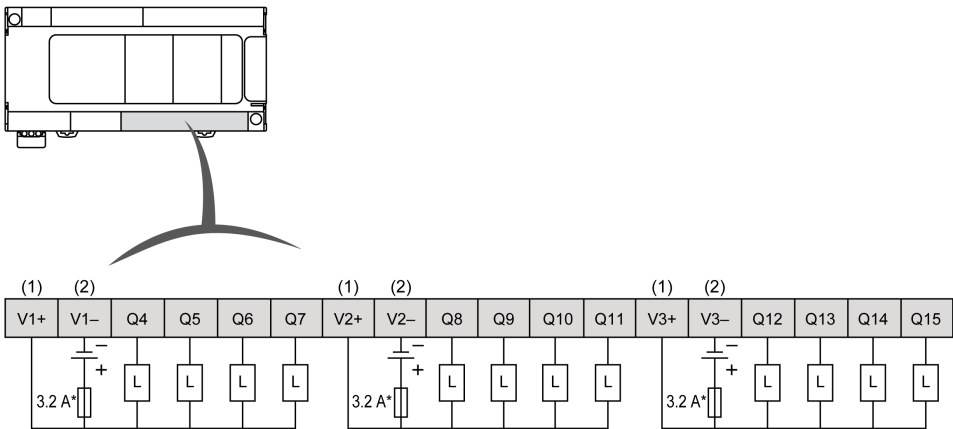 (1) (2) (1) (2) (1) (2)
V1+ V1– Q4 Q5 Q6 Q7 V2+ V2– Q8 Q9 Q10 Q11 V3+ V3– Q12 Q13 Q14 Q15
– – –
+ L L L L + L L L L + L L L L
3.2 A* 3.2 A* 3.2 A*